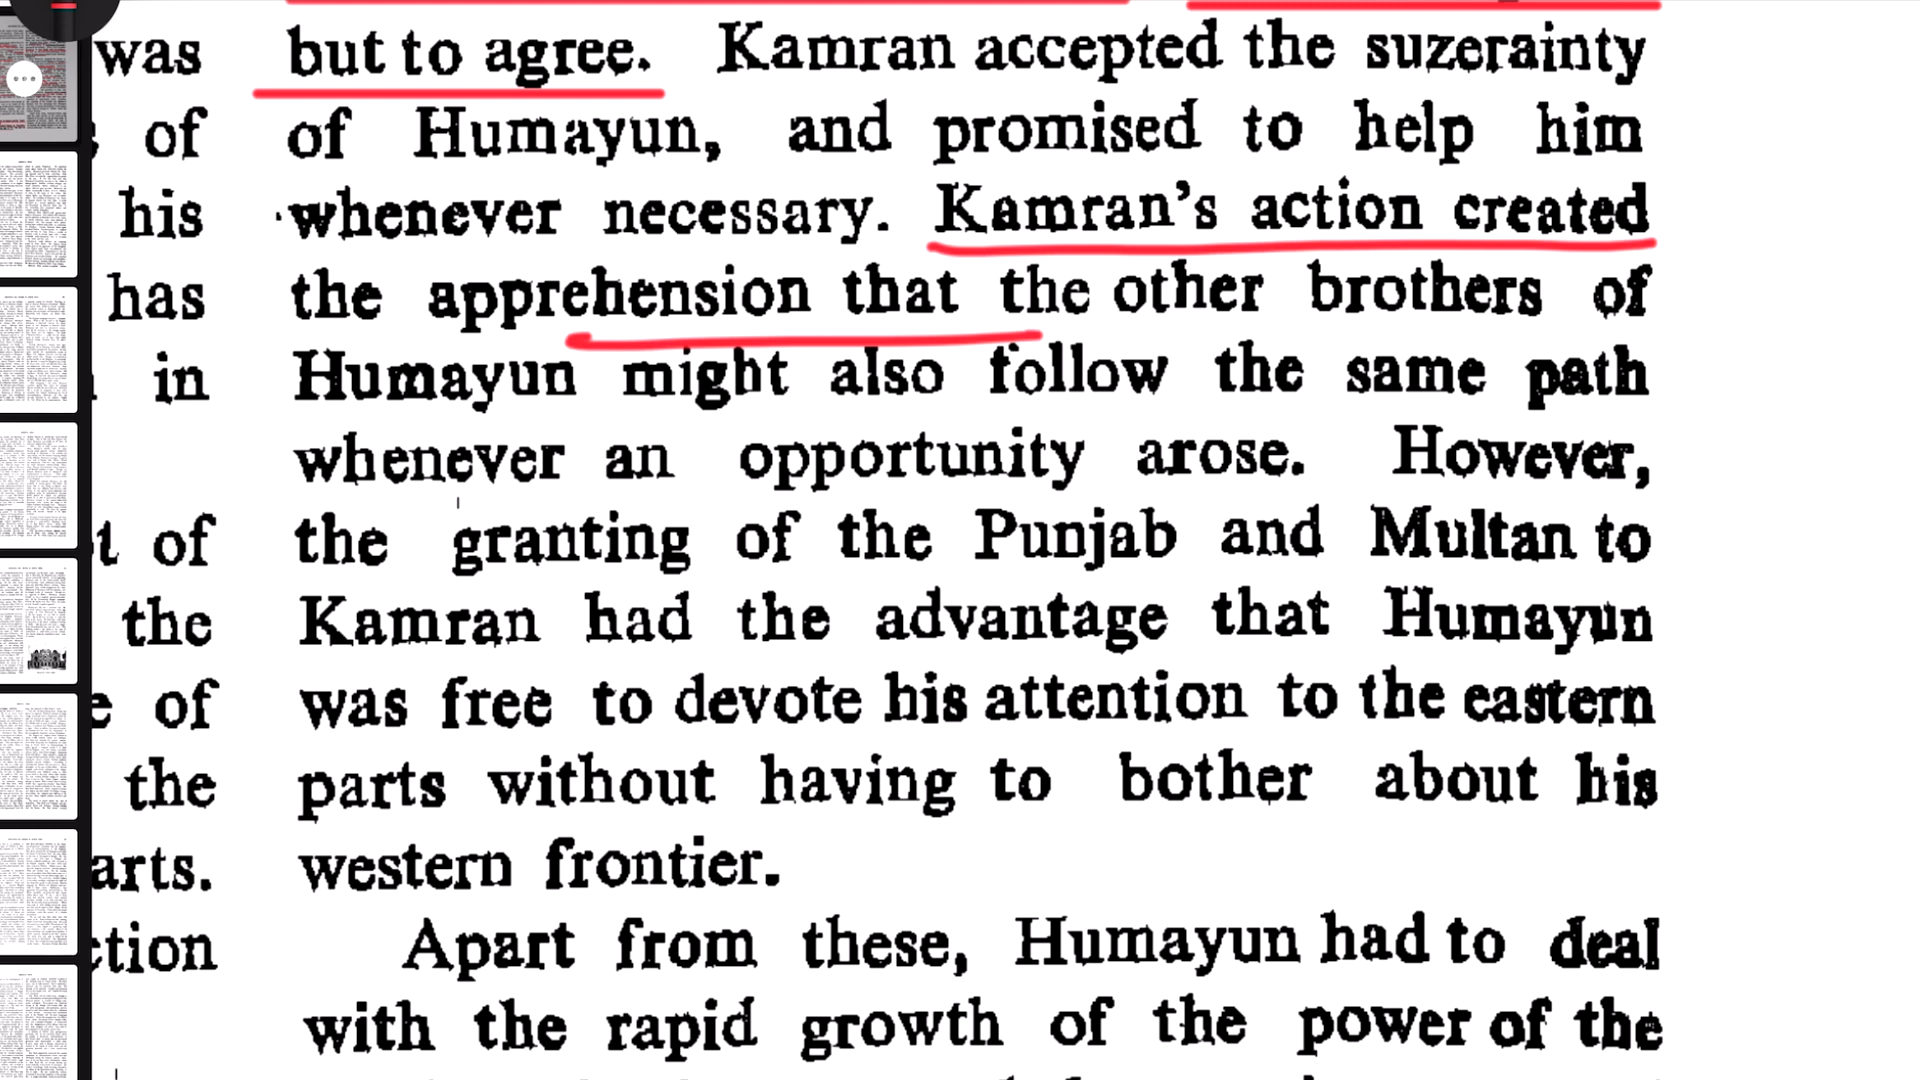 was
of
his
has
in
of
the
of
the
arts.
ction
but to agree. Kamran accepted the suzerainty
of Humayun, and promised to help him
whenever necessary. Kamran's action created
the apprehension that the other brothers of
Humayun might also follow the same path
whenever an opportunity arose. However,
the granting of the Punjab and Multan to
Kamran had the advantage that Humayun
was free to devote his attention to the eastern
parts without having to bother about his
western frontier.
Apart from these, Humayun had to deal
with the rapid growth of the power of the